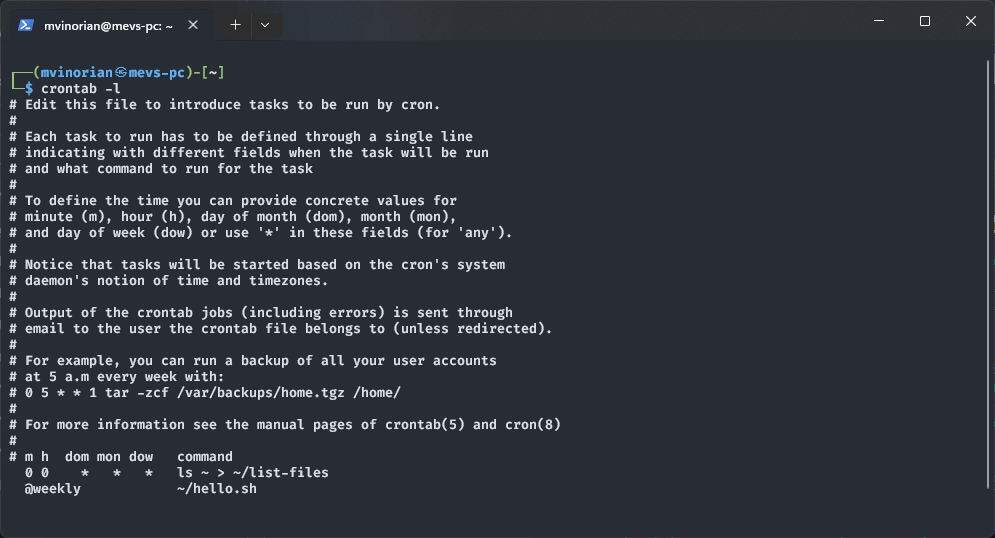 mvinorian@mevs-pc: ~
┌──(mvinorian㉿mevs-pc)-[~]
└─$ crontab -l
# Edit this file to introduce tasks to be run by cron.
#
# Each task to run has to be defined through a single line
# indicating with different fields when the task will be run
# and what command to run for the task
#
# To define the time you can provide concrete values for
# minute (m), hour (h), day of month (dom), month (mon),
# and day of week (dow) or use '*' in these fields (for 'any').
#
# Notice that tasks will be started based on the cron's system
# daemon's notion of time and timezones.
#
# Output of the crontab jobs (including errors) is sent through
# email to the user the crontab file belongs to (unless redirected).
#
# For example, you can run a backup of all your user accounts
# at 5 a.m every week with:
# 0 5 * * 1 tar -zcf /var/backups/home.tgz /home/
#
# For more information see the manual pages of crontab(5) and cron(8)
#
# m h  dom mon dow   command
  0 0    *   *   *   ls ~ > ~/list-files
  @weekly            ~/hello.sh